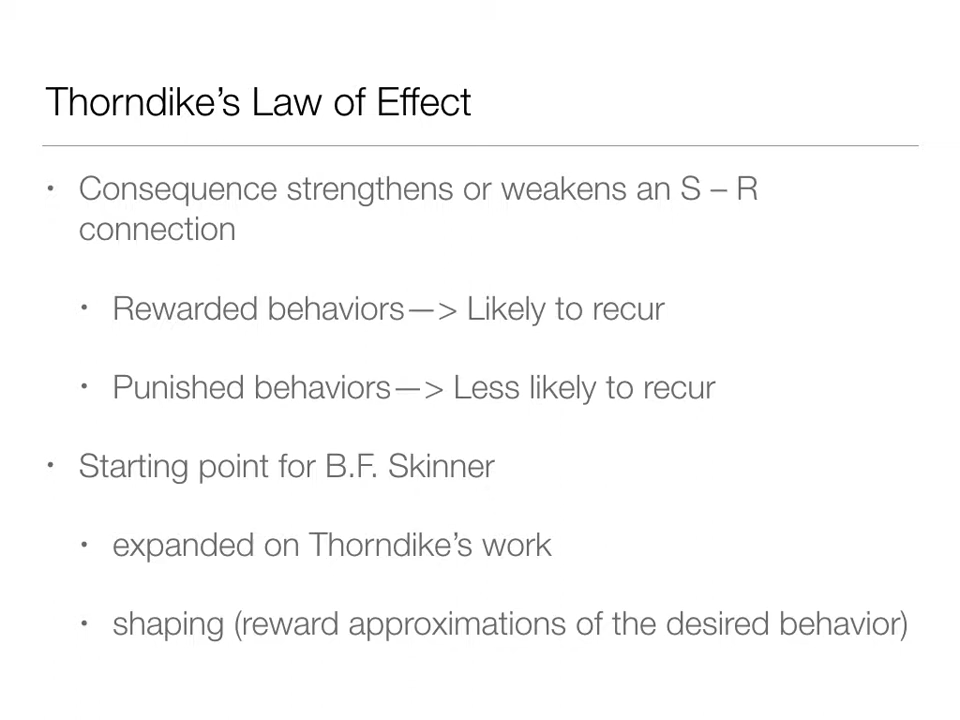 Thorndike’s Law of Effect
• Consequence strengthens or weakens an S – R
connection
• Rewarded behaviors—> Likely to recur
• Punished behaviors—> Less likely to recur
• Starting point for B.F. Skinner
• expanded on Thorndike’s work
• shaping (reward approximations of the desired behavior)